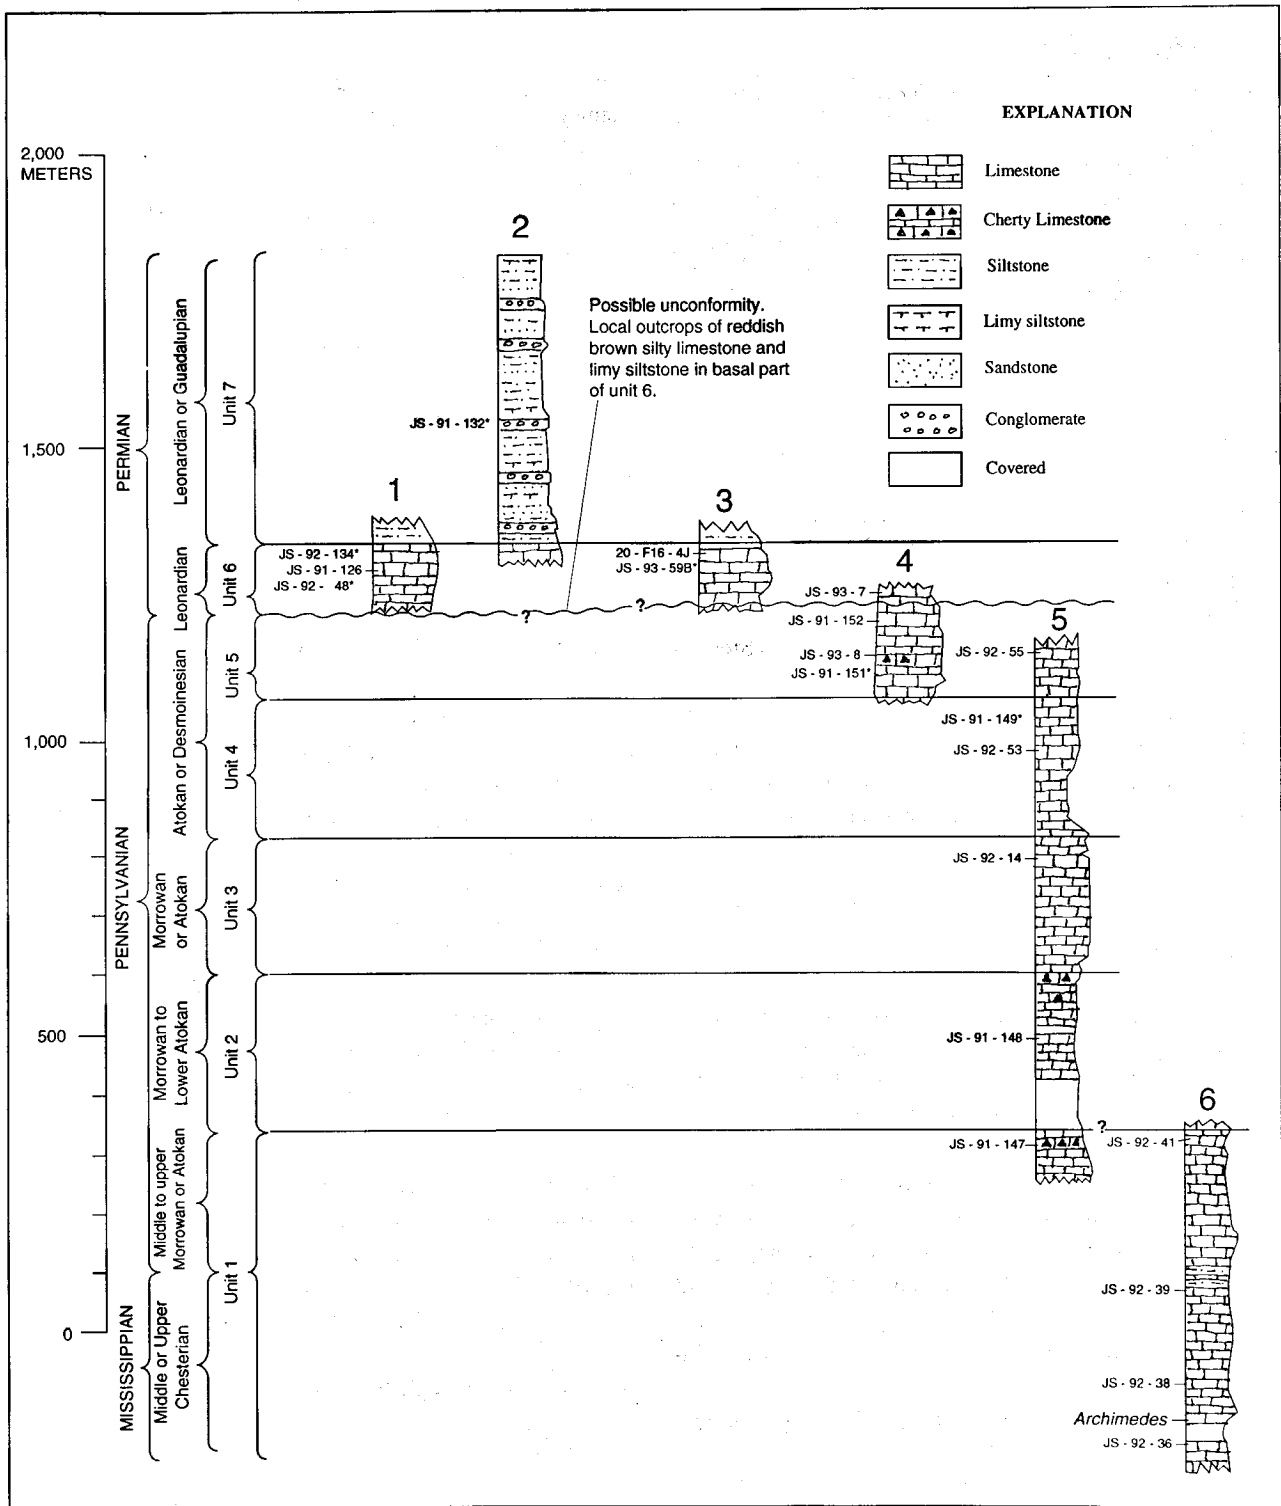 EXPLANATION
Limestone
Cherty Limestone
Siltstone
Limy siltstone
Sandstone
Conglomerate
Covered
2,000
METERS
1,500
1,000
500
0
PERMIAN
PENNSYLVANIAN
MISSISSIPPIAN
Leonardian or Guadalupian
Leonardian
Atokan or Desmoinesian
Morrowan
or Atokan
Morrowan to
Lower Atokan
Middle to upper
Morrowan or Atokan
Middle or Upper
Chesterian
Unit 7
Unit 6
Unit 5
Unit 4
Unit 3
Unit 2
Unit 1
1
JS - 92 - 134*
JS - 91 - 126
JS - 92 - 48*
2
JS - 91 - 132*
Possible unconformity.
Local outcrops of reddish
brown silty limestone and
limy siltstone in basal part
of unit 6.
?
?
3
20 - F16 - 4J
JS - 93 - 59B*
4
JS - 93 - 7
JS - 91 - 152
JS - 93 - 8
JS - 91 - 151*
5
JS - 92 - 55
JS - 91 - 149*
JS - 92 - 53
JS - 92 - 14
JS - 91 - 148
JS - 91 - 147
?
6
JS - 92 - 41
JS - 92 - 39
JS - 92 - 38
Archimedes
JS - 92 - 36